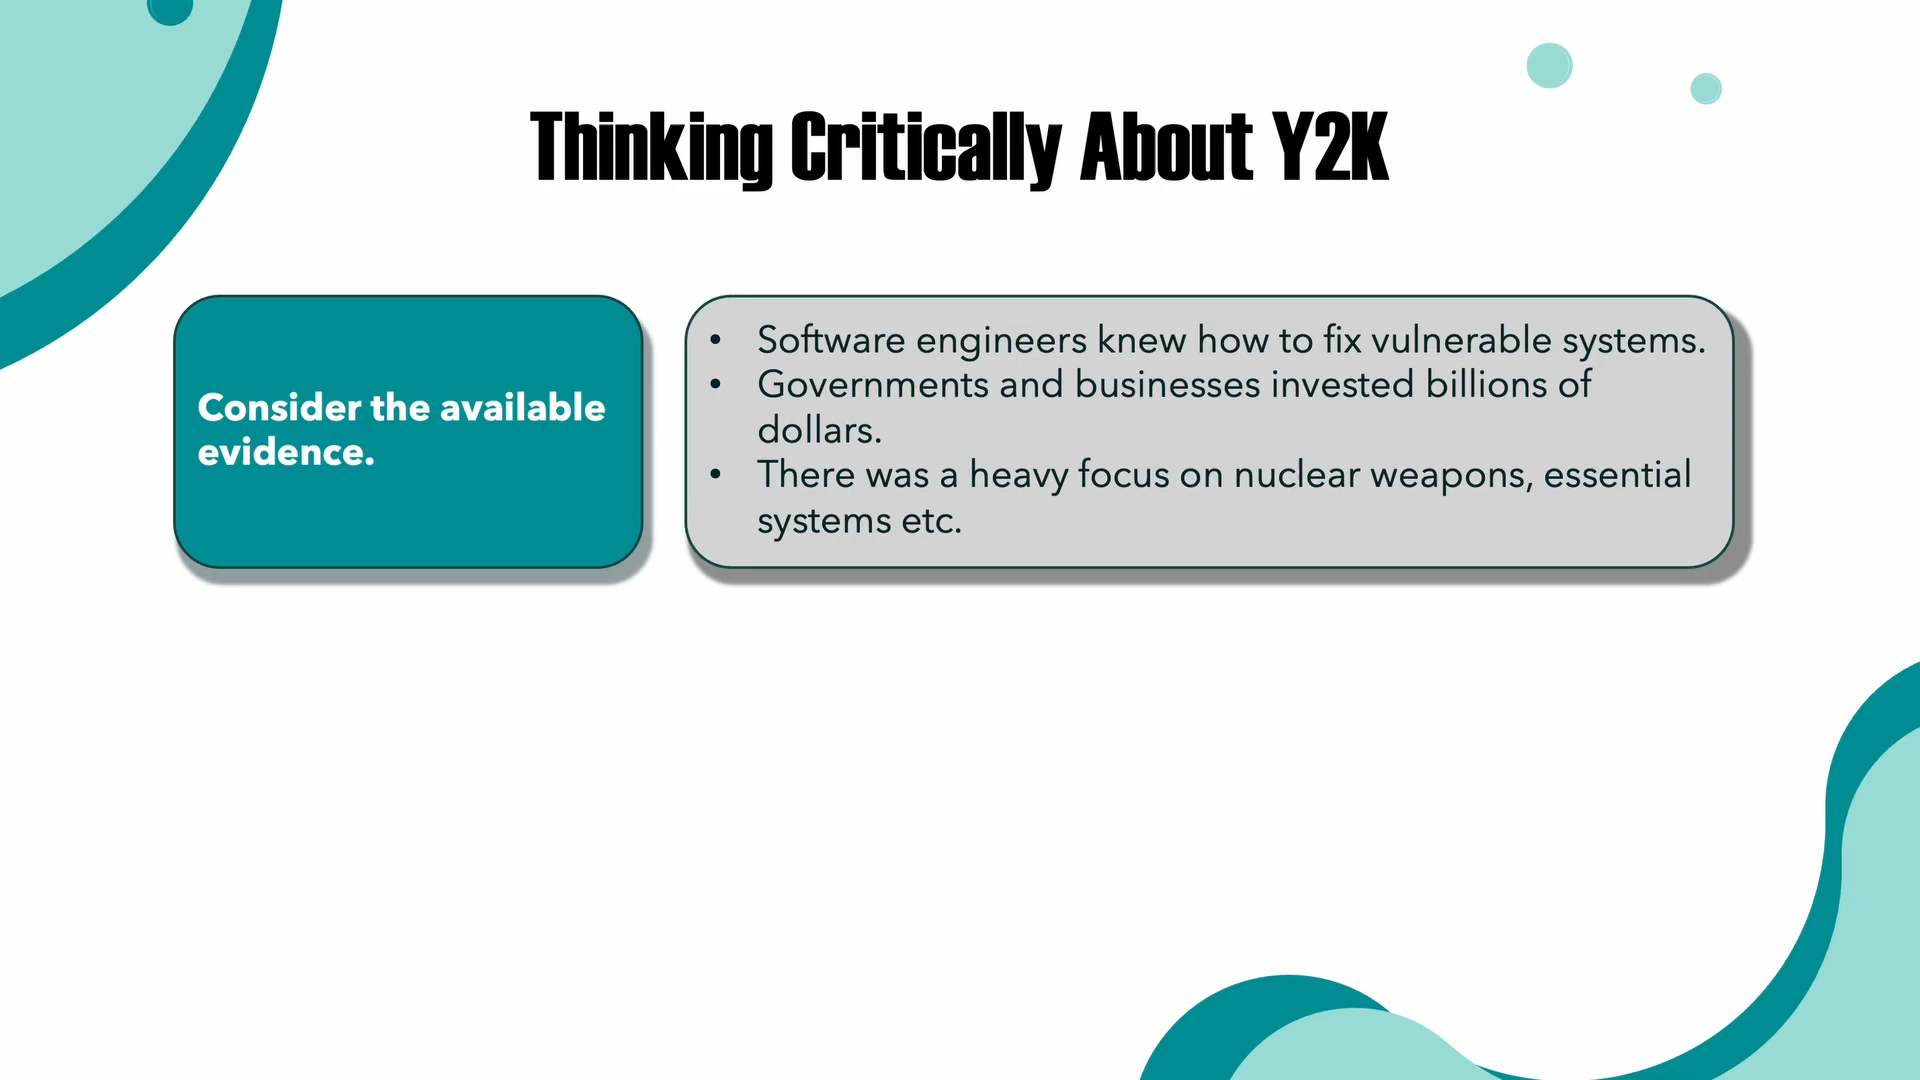 Thinking Critically About Y2K
Consider the available
evidence.
• Software engineers knew how to fix vulnerable systems.
• Governments and businesses invested billions of
dollars.
• There was a heavy focus on nuclear weapons, essential
systems etc.